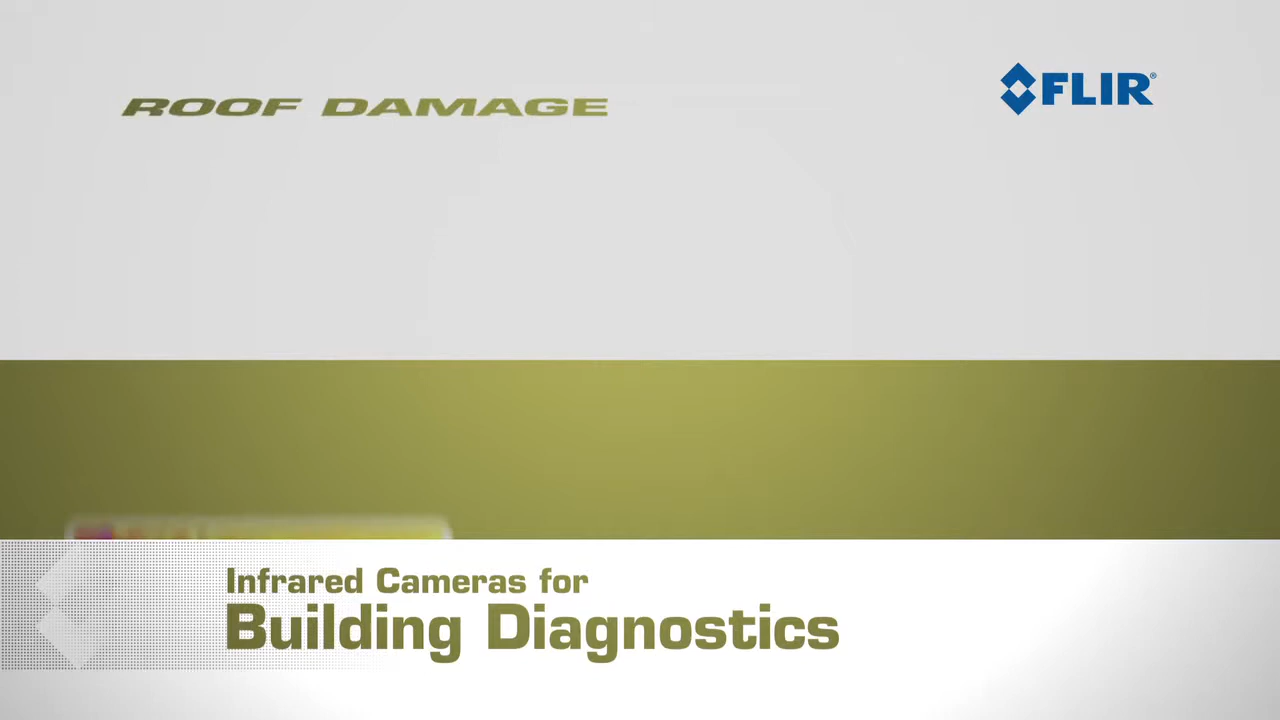 ROOF DAMAGE
FLIR®
Infrared Cameras for
Building Diagnostics